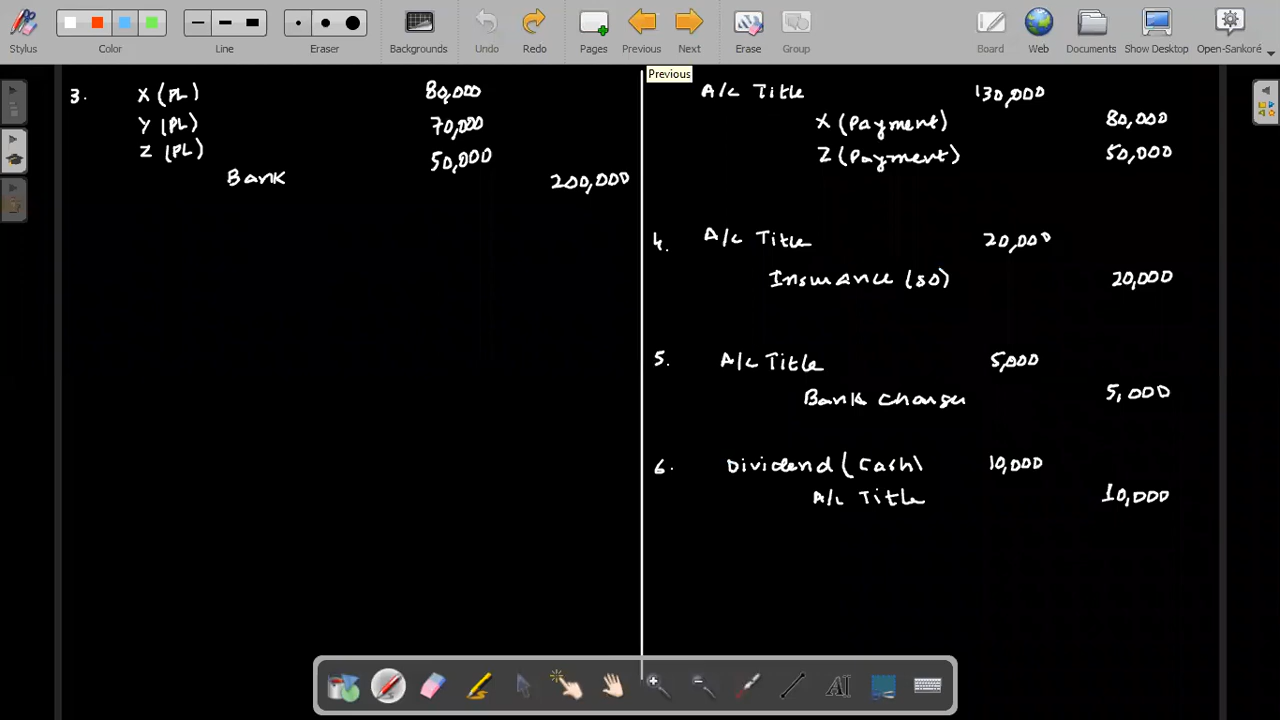 Stylus
Color
Line
Eraser
Backgrounds
Undo
Redo
Pages
Previous
Next
Erase
Group
Board
Web
Documents
Show Desktop
Open-Sankoré
Previous
3. X (PL) 80,000
Y (PL) 70,000
Z (PL) 50,000
Bank 200,000
A/c Title 130,000
X (Payment) 80,000
Z (Payment) 50,000
4. A/c Title 20,000
Insurance (SO) 20,000
5. A/c Title 5,000
Bank Charges 5,000
6. Dividend (Cash) 10,000
A/c Title 10,000